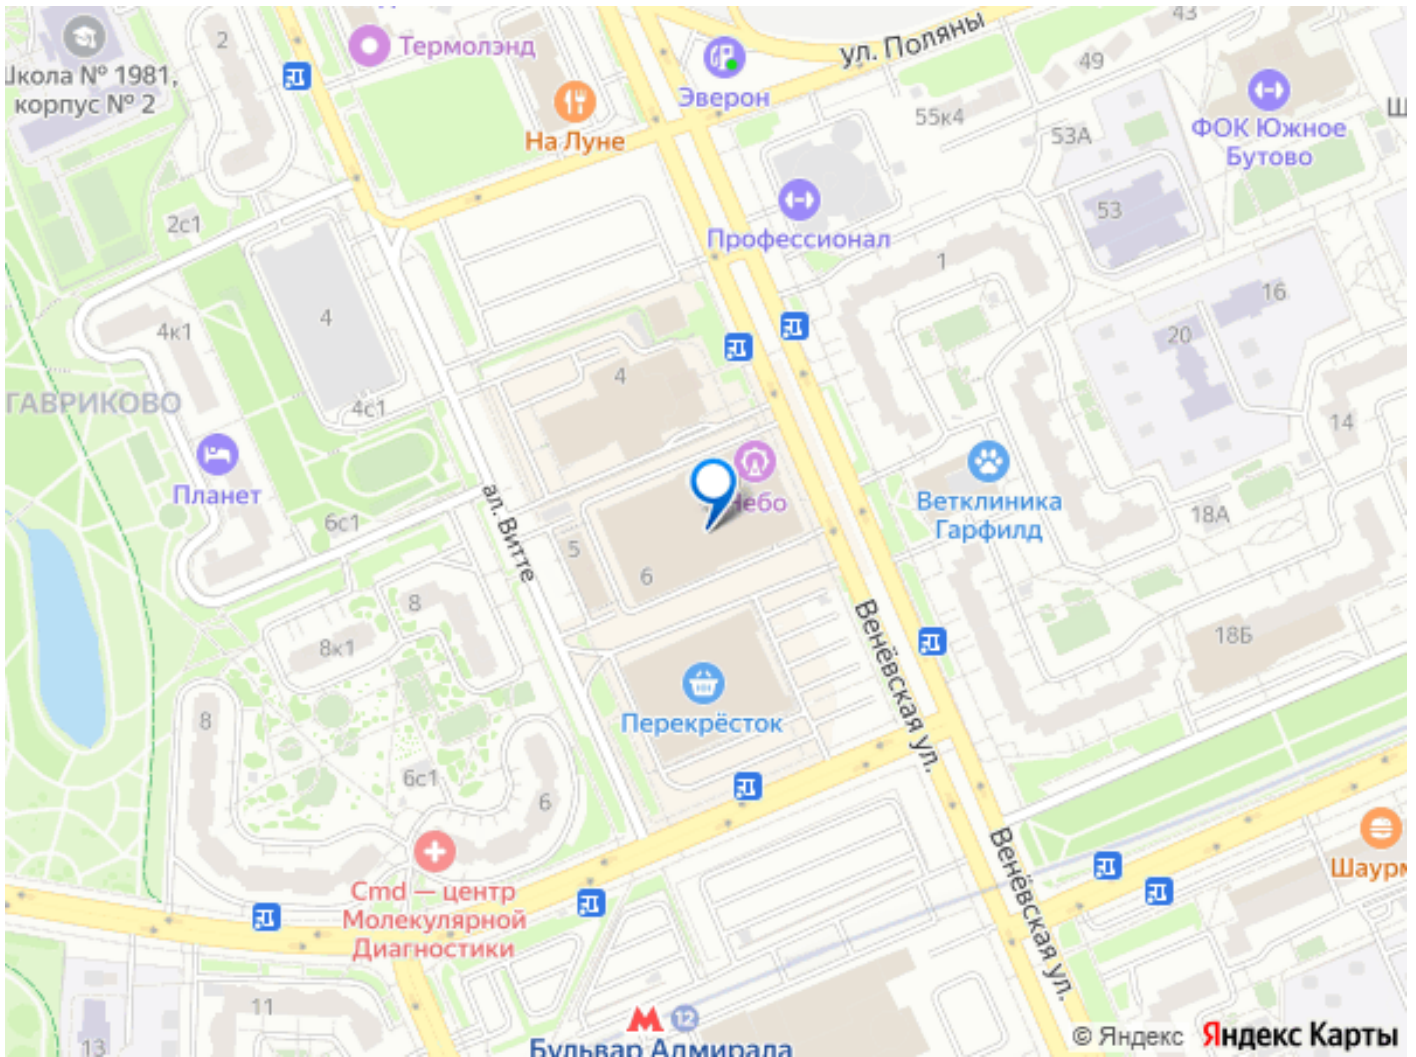 2
Термолэнд
Школа № 1981,
корпус № 2
На Луне
Эверон
ул. Поляны
43
49
55к4
53А
ФОК Южное
Бутово
Ш
2с1
53
Профессионал
1
16
4к1
4
20
4
ГАВРИКОВО
4с1
14
Планет
6с1
ал. Витте
Небо
Ветклиника
Гарфилд
18А
5
6
8
8к1
Венёвская ул.
18Б
8
Перекрёсток
6с1
6
Cmd — центр
Молекулярной
Диагностики
Венёвская ул.
Шаурм
11
13
М 12
Бульвар Адмирала
© Яндекс Яндекс Карты